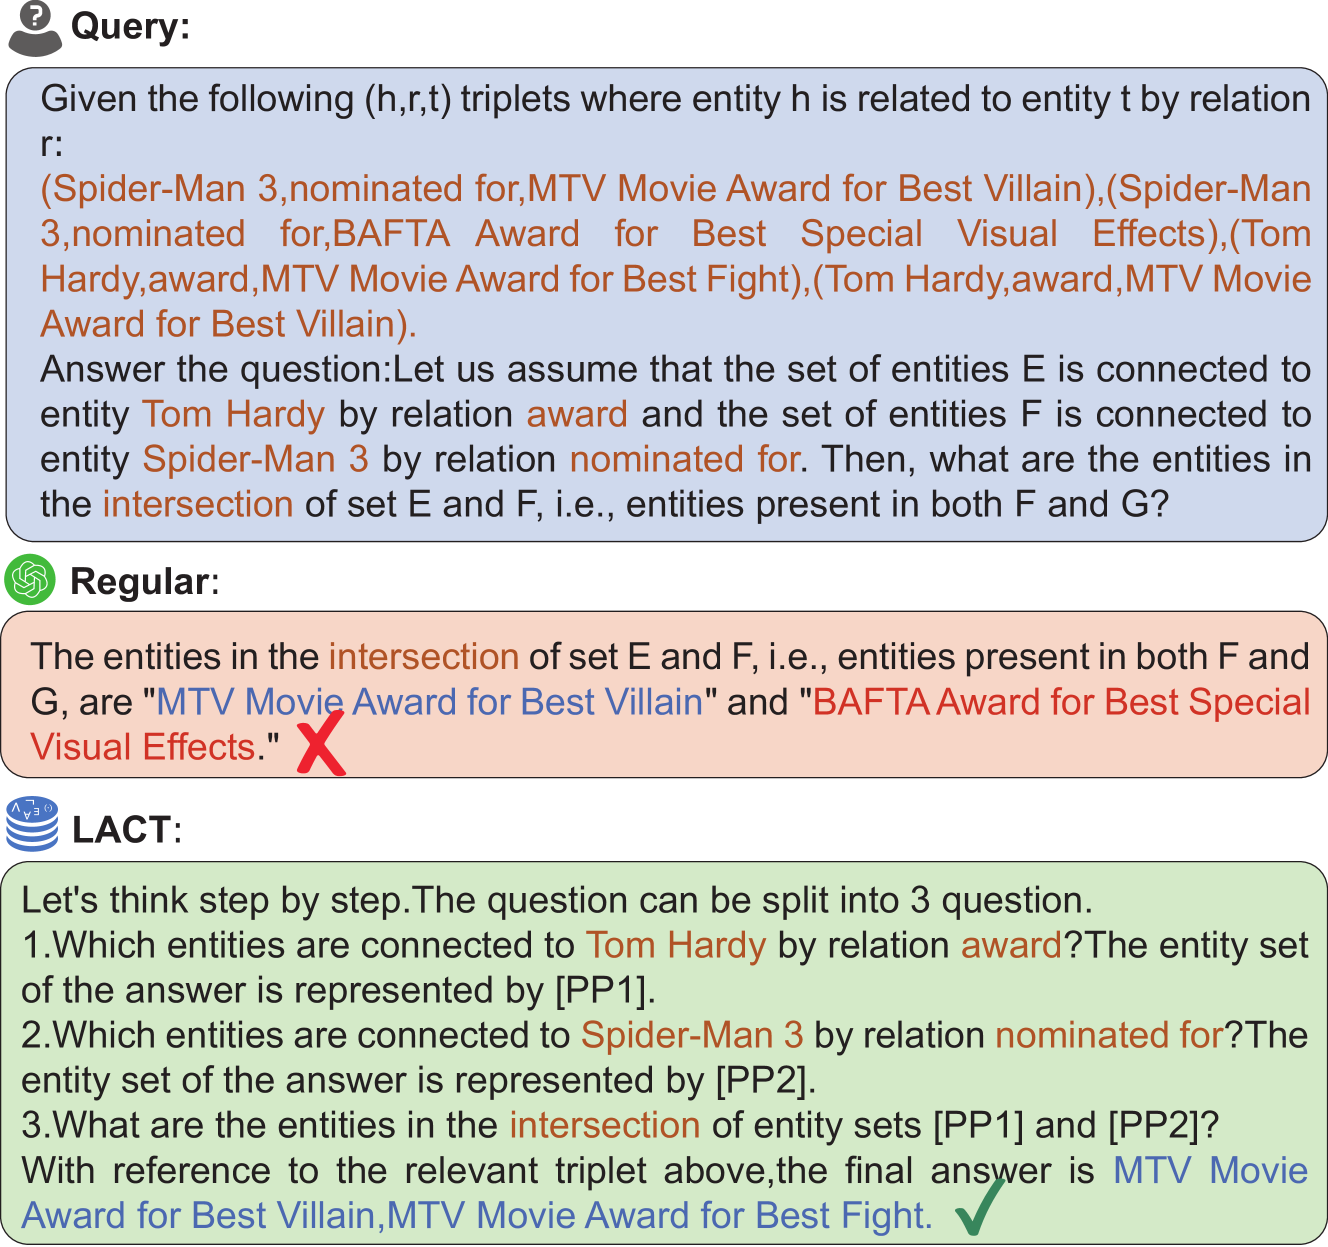 Query:
Given the following (h,r,t) triplets where entity h is related to entity t by relation
r:
(Spider-Man 3,nominated for,MTV Movie Award for Best Villain),(Spider-Man
3,nominated for,BAFTA Award for Best Special Visual Effects),(Tom
Hardy,award,MTV Movie Award for Best Fight),(Tom Hardy,award,MTV Movie
Award for Best Villain).
Answer the question:Let us assume that the set of entities E is connected to
entity Tom Hardy by relation award and the set of entities F is connected to
entity Spider-Man 3 by relation nominated for. Then, what are the entities in
the intersection of set E and F, i.e., entities present in both F and G?
Regular:
The entities in the intersection of set E and F, i.e., entities present in both F and
G, are "MTV Movie Award for Best Villain" and "BAFTA Award for Best Special
Visual Effects."
LACT:
Let's think step by step.The question can be split into 3 question.
1.Which entities are connected to Tom Hardy by relation award?The entity set
of the answer is represented by [PP1].
2.Which entities are connected to Spider-Man 3 by relation nominated for?The
entity set of the answer is represented by [PP2].
3.What are the entities in the intersection of entity sets [PP1] and [PP2]?
With reference to the relevant triplet above,the final answer is MTV Movie
Award for Best Villain,MTV Movie Award for Best Fight.